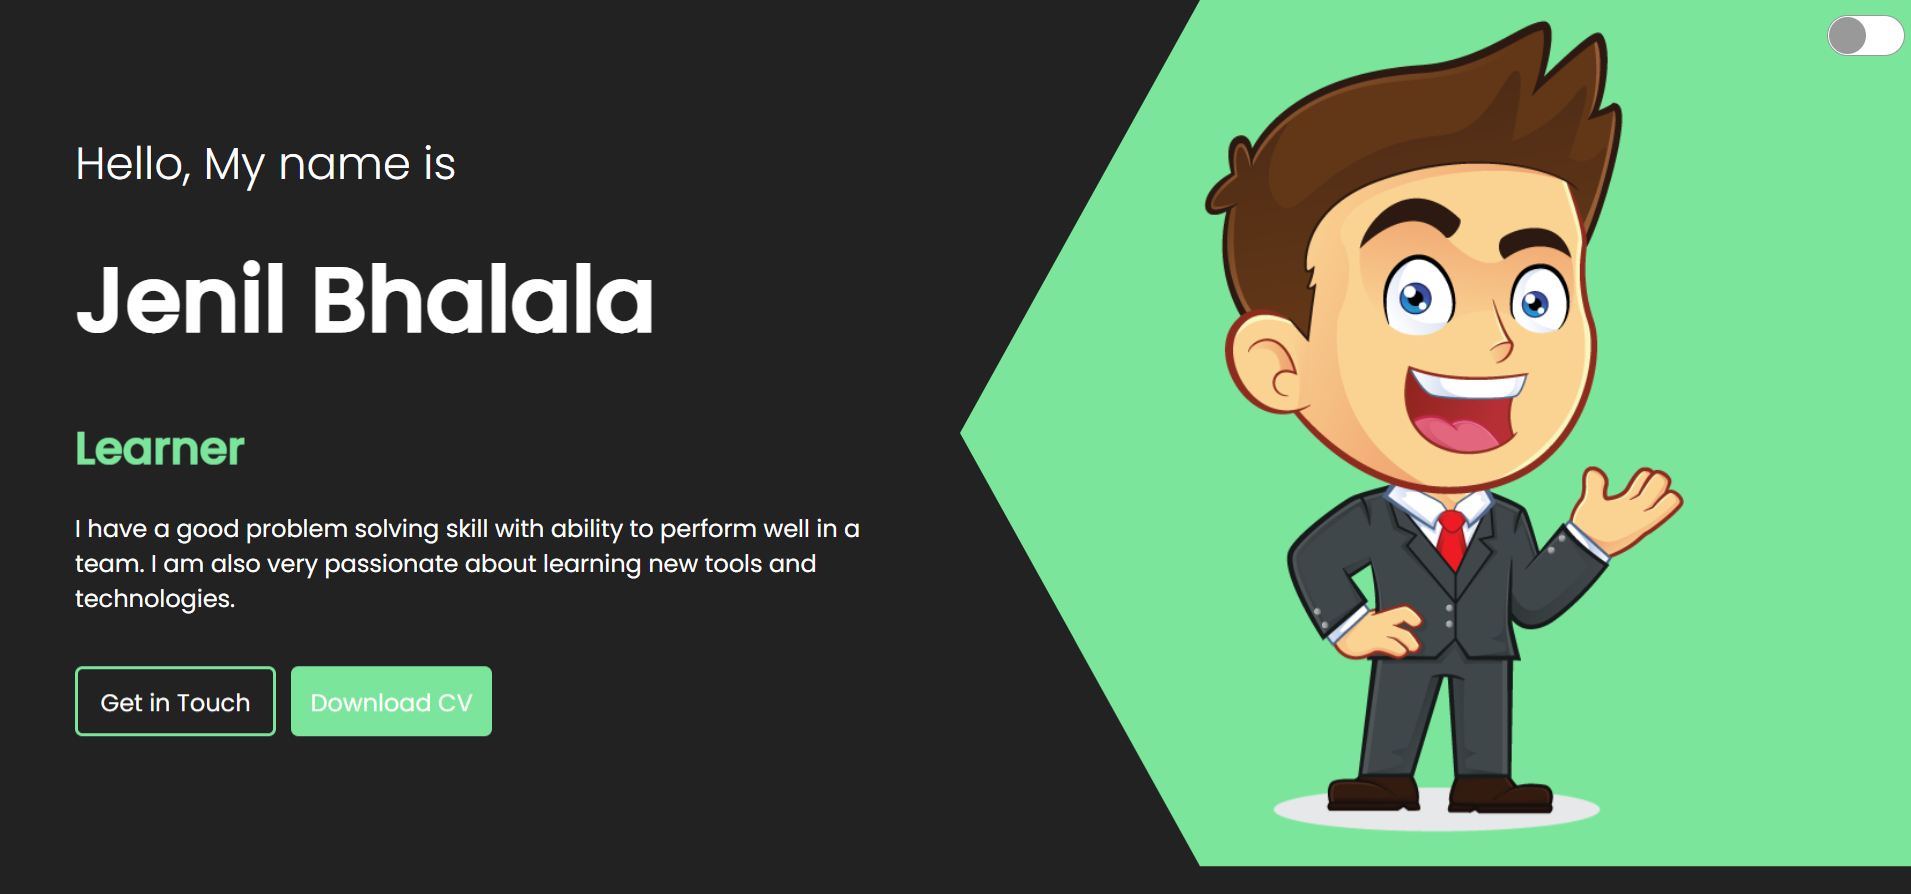 Hello, My name is
Jenil Bhalala
Learner
I have a good problem solving skill with ability to perform well in a
team. I am also very passionate about learning new tools and
technologies.
Get in Touch
Download CV